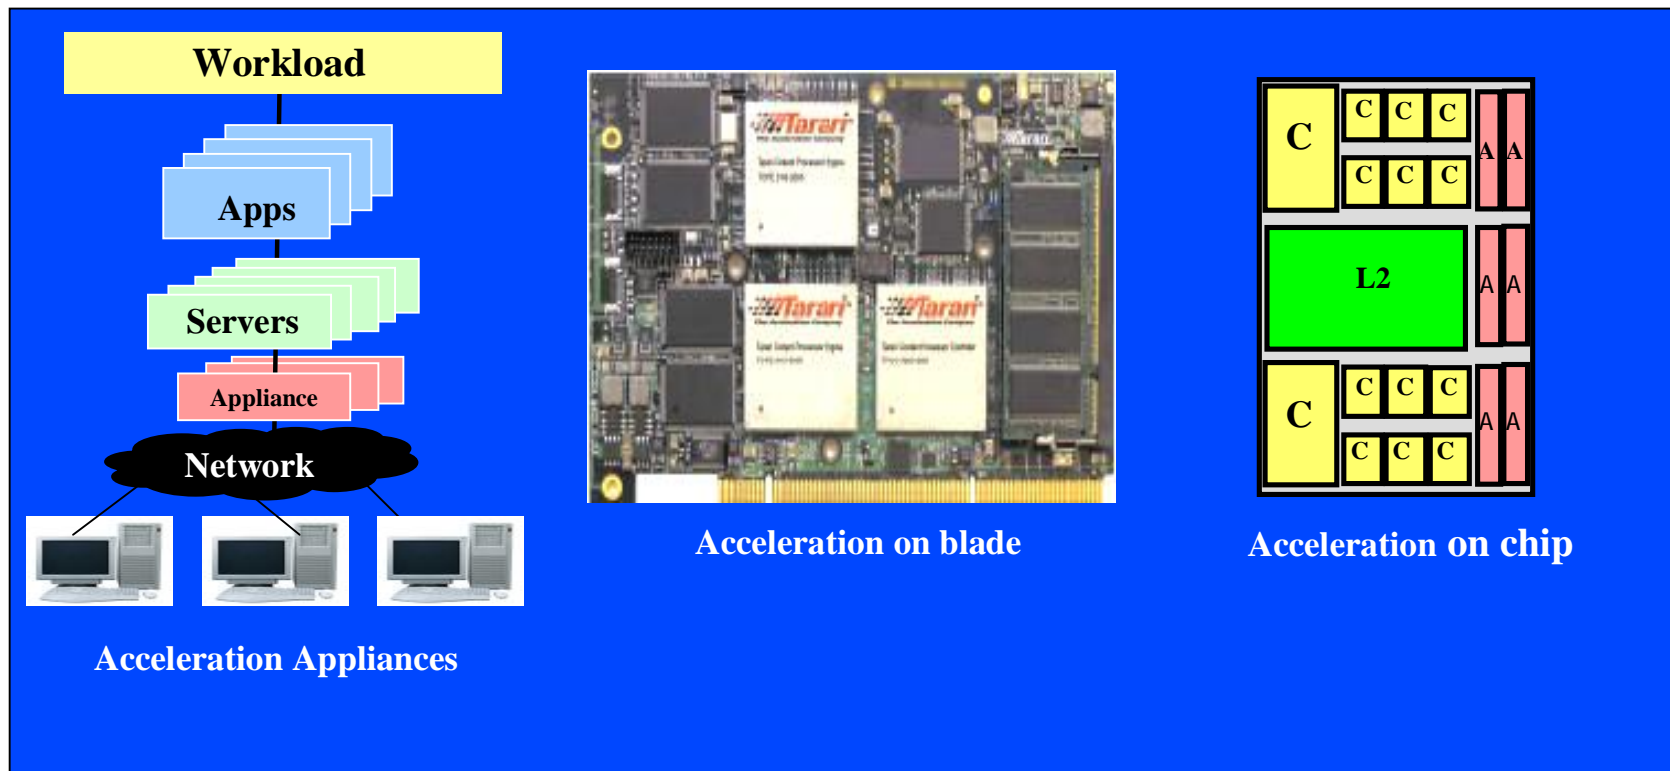 Workload
Apps
Servers
Appliance
Network
Acceleration Appliances
Tarari
Tarari
Tarari
Acceleration on blade
C C C C A A
C C C
L2 A A
C C C C A A
C C C
Acceleration on chip